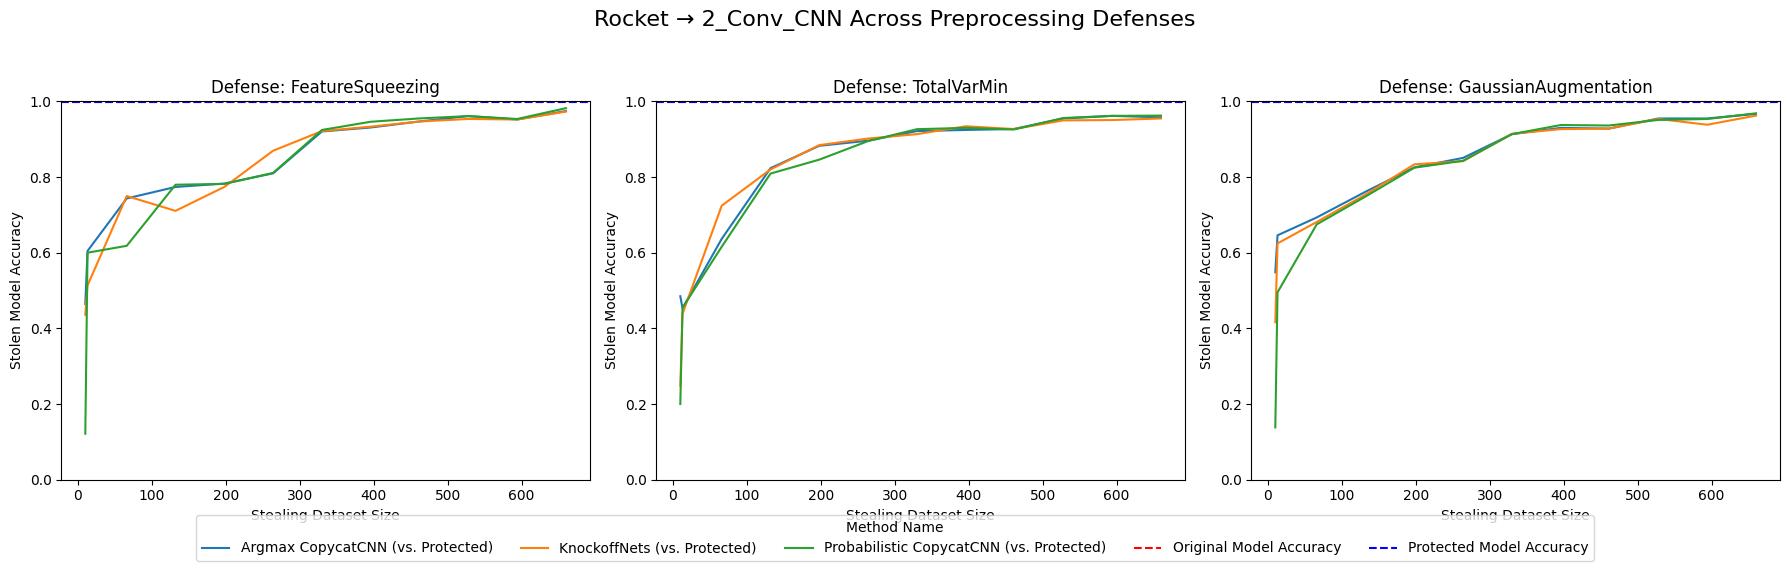 Rocket → 2_Conv_CNN Across Preprocessing Defenses
Defense: FeatureSqueezing
Stolen Model Accuracy
1.0
0.8
0.6
0.4
0.2
0.0
0 100 200 300 400 500 600
Stealing Dataset Size
Defense: TotalVarMin
Stolen Model Accuracy
1.0
0.8
0.6
0.4
0.2
0.0
0 100 200 300 400 500 600
Stealing Dataset Size
Defense: GaussianAugmentation
Stolen Model Accuracy
1.0
0.8
0.6
0.4
0.2
0.0
0 100 200 300 400 500 600
Stealing Dataset Size
Method Name
Argmax CopycatCNN (vs. Protected) KnockoffNets (vs. Protected) Probabilistic CopycatCNN (vs. Protected) Original Model Accuracy Protected Model Accuracy